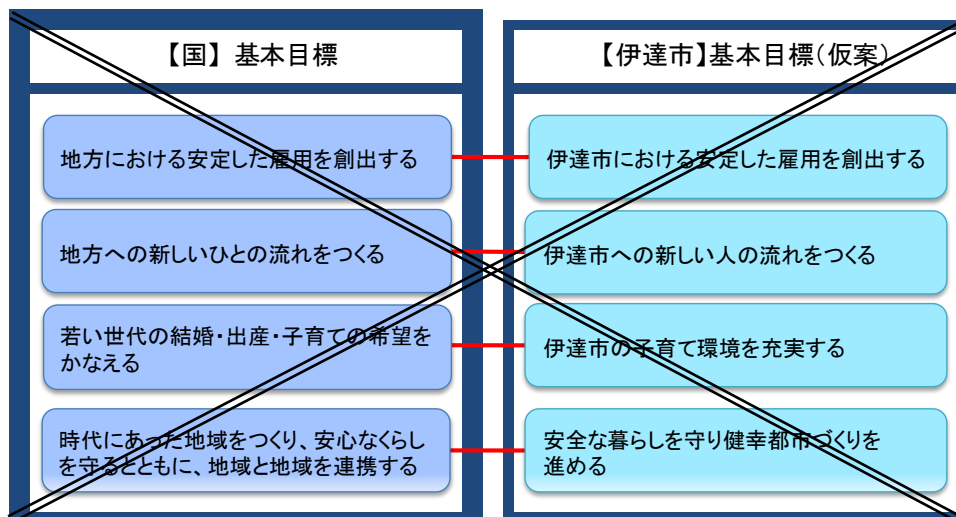 【国】 基本目標
地方における安定した雇用を創出する
地方への新しいひとの流れをつくる
若い世代の結婚・出産・子育ての希望を
かなえる
時代にあった地域をつくり、安心なくらし
を守るとともに、地域と地域を連携する
【伊達市】基本目標(仮案)
伊達市における安定した雇用を創出する
伊達市への新しい人の流れをつくる
伊達市の子育て環境を充実する
安全な暮らしを守り健幸都市づくりを
進める